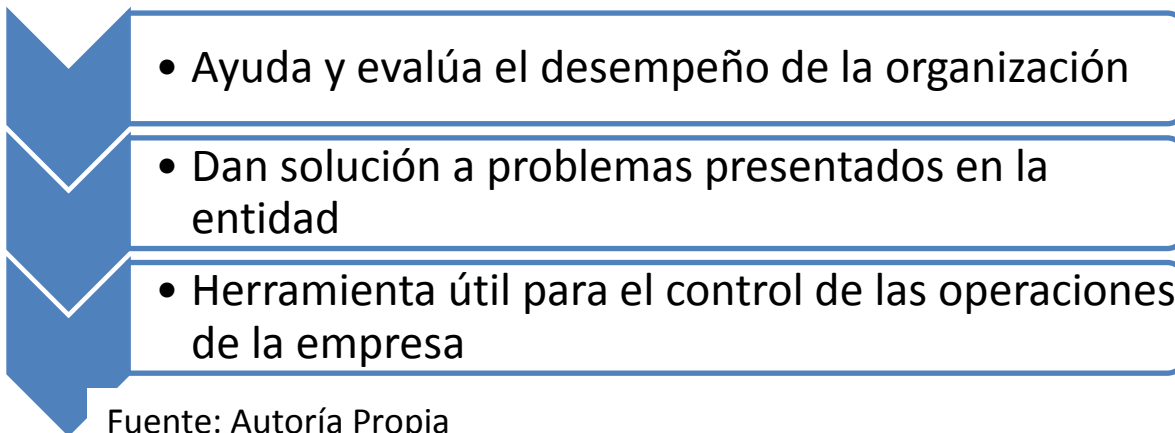 • Ayuda y evalúa el desempeño de la organización
• Dan solución a problemas presentados en la
entidad
• Herramienta útil para el control de las operaciones
de la empresa
Fuente: Autoría Propia